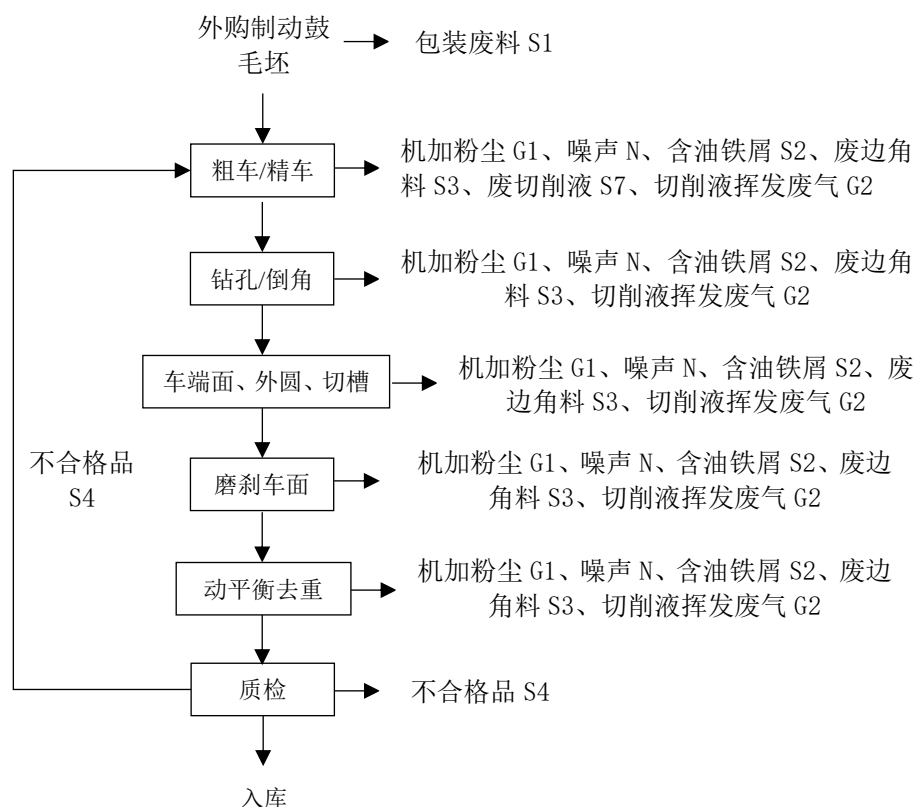 外购制动鼓
毛坯
包装废料 S1
粗车/精车
机加粉尘 G1、噪声 N、含油铁屑 S2、废边角
料 S3、废切削液 S7、切削液挥发废气 G2
钻孔/倒角
机加粉尘 G1、噪声 N、含油铁屑 S2、废边角
料 S3、切削液挥发废气 G2
车端面、外圆、切槽
机加粉尘 G1、噪声 N、含油铁屑 S2、废
边角料 S3、切削液挥发废气 G2
不合格品
S4
磨刹车面
机加粉尘 G1、噪声 N、含油铁屑 S2、废边
角料 S3、切削液挥发废气 G2
动平衡去重
机加粉尘 G1、噪声 N、含油铁屑 S2、废边
角料 S3、切削液挥发废气 G2
质检
不合格品 S4
入库